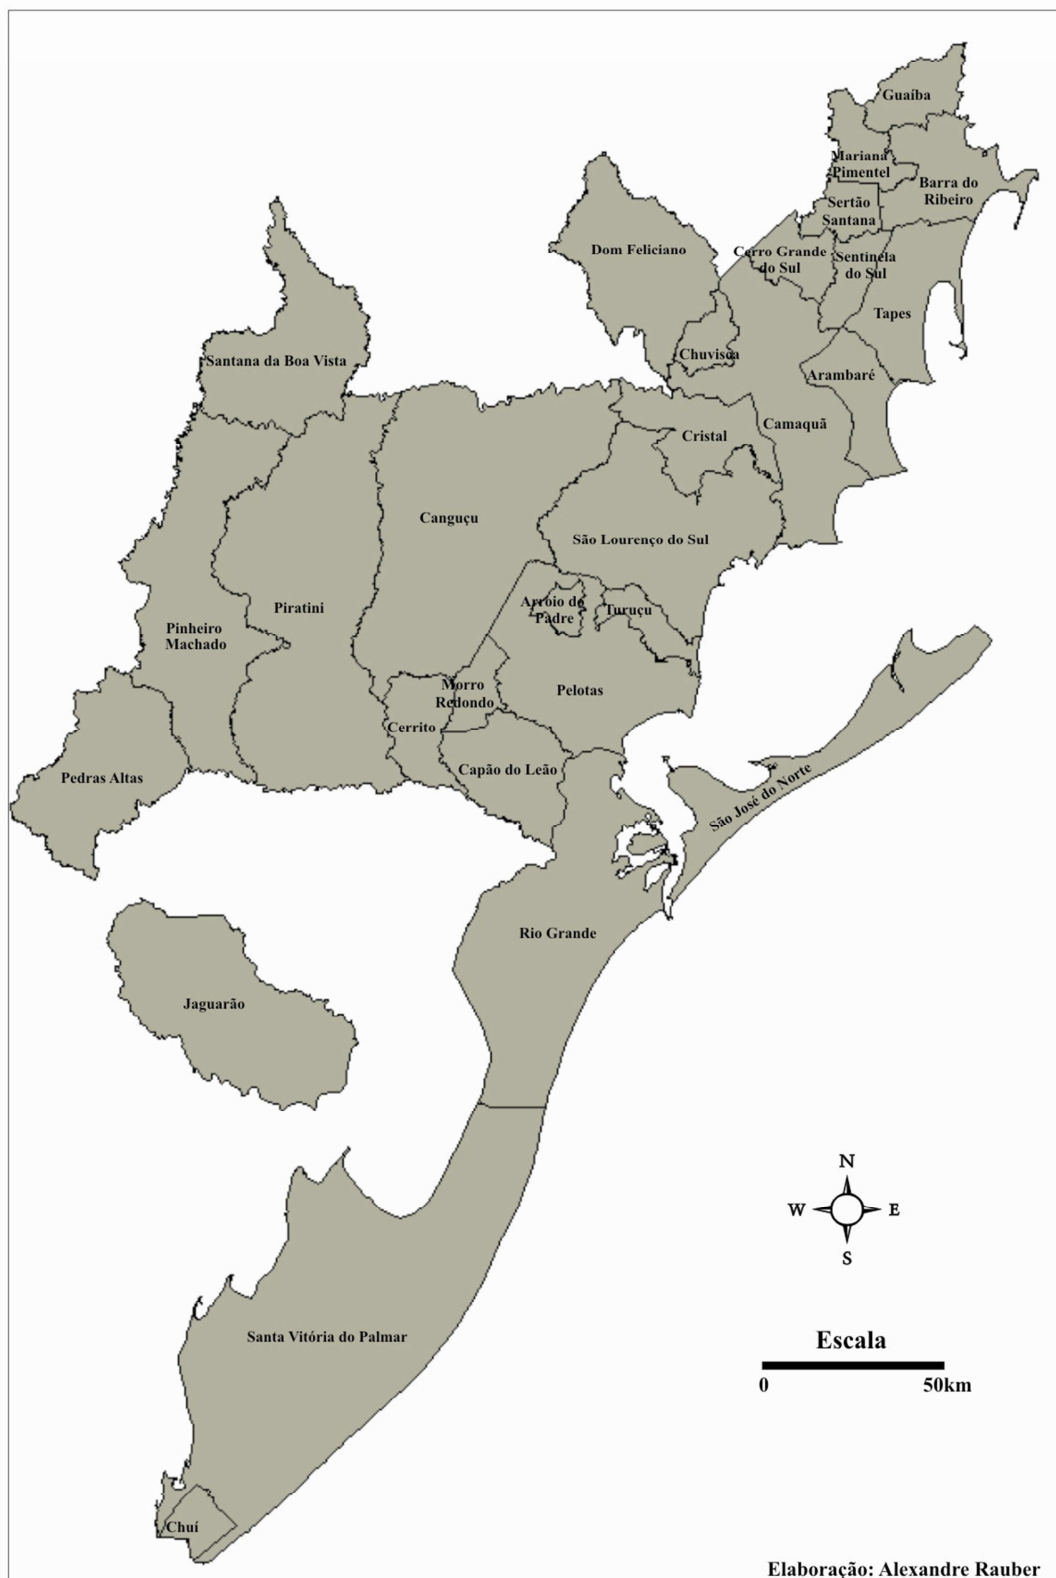 Guaíba
Mariana
Pimentel
Barra do
Ribeiro
Sertão
Santana
Dom Feliciano
Cerro Grande
do Sul
Sentinela
do Sul
Tapes
Chuvisca
Santana da Boa Vista
Arambaré
Camaquã
Cristal
Canguçu
São Lourenço do Sul
Arroio do
Padre
Turuçu
Piratini
Pinheiro
Machado
Morro
Redondo
Pelotas
Cerrito
Capão do Leão
Pedras Altas
São José do Norte
Rio Grande
Jaguarão
N
W
E
S
Santa Vitória do Palmar
Escala
0
50km
Chuí
Elaboração: Alexandre Rauber